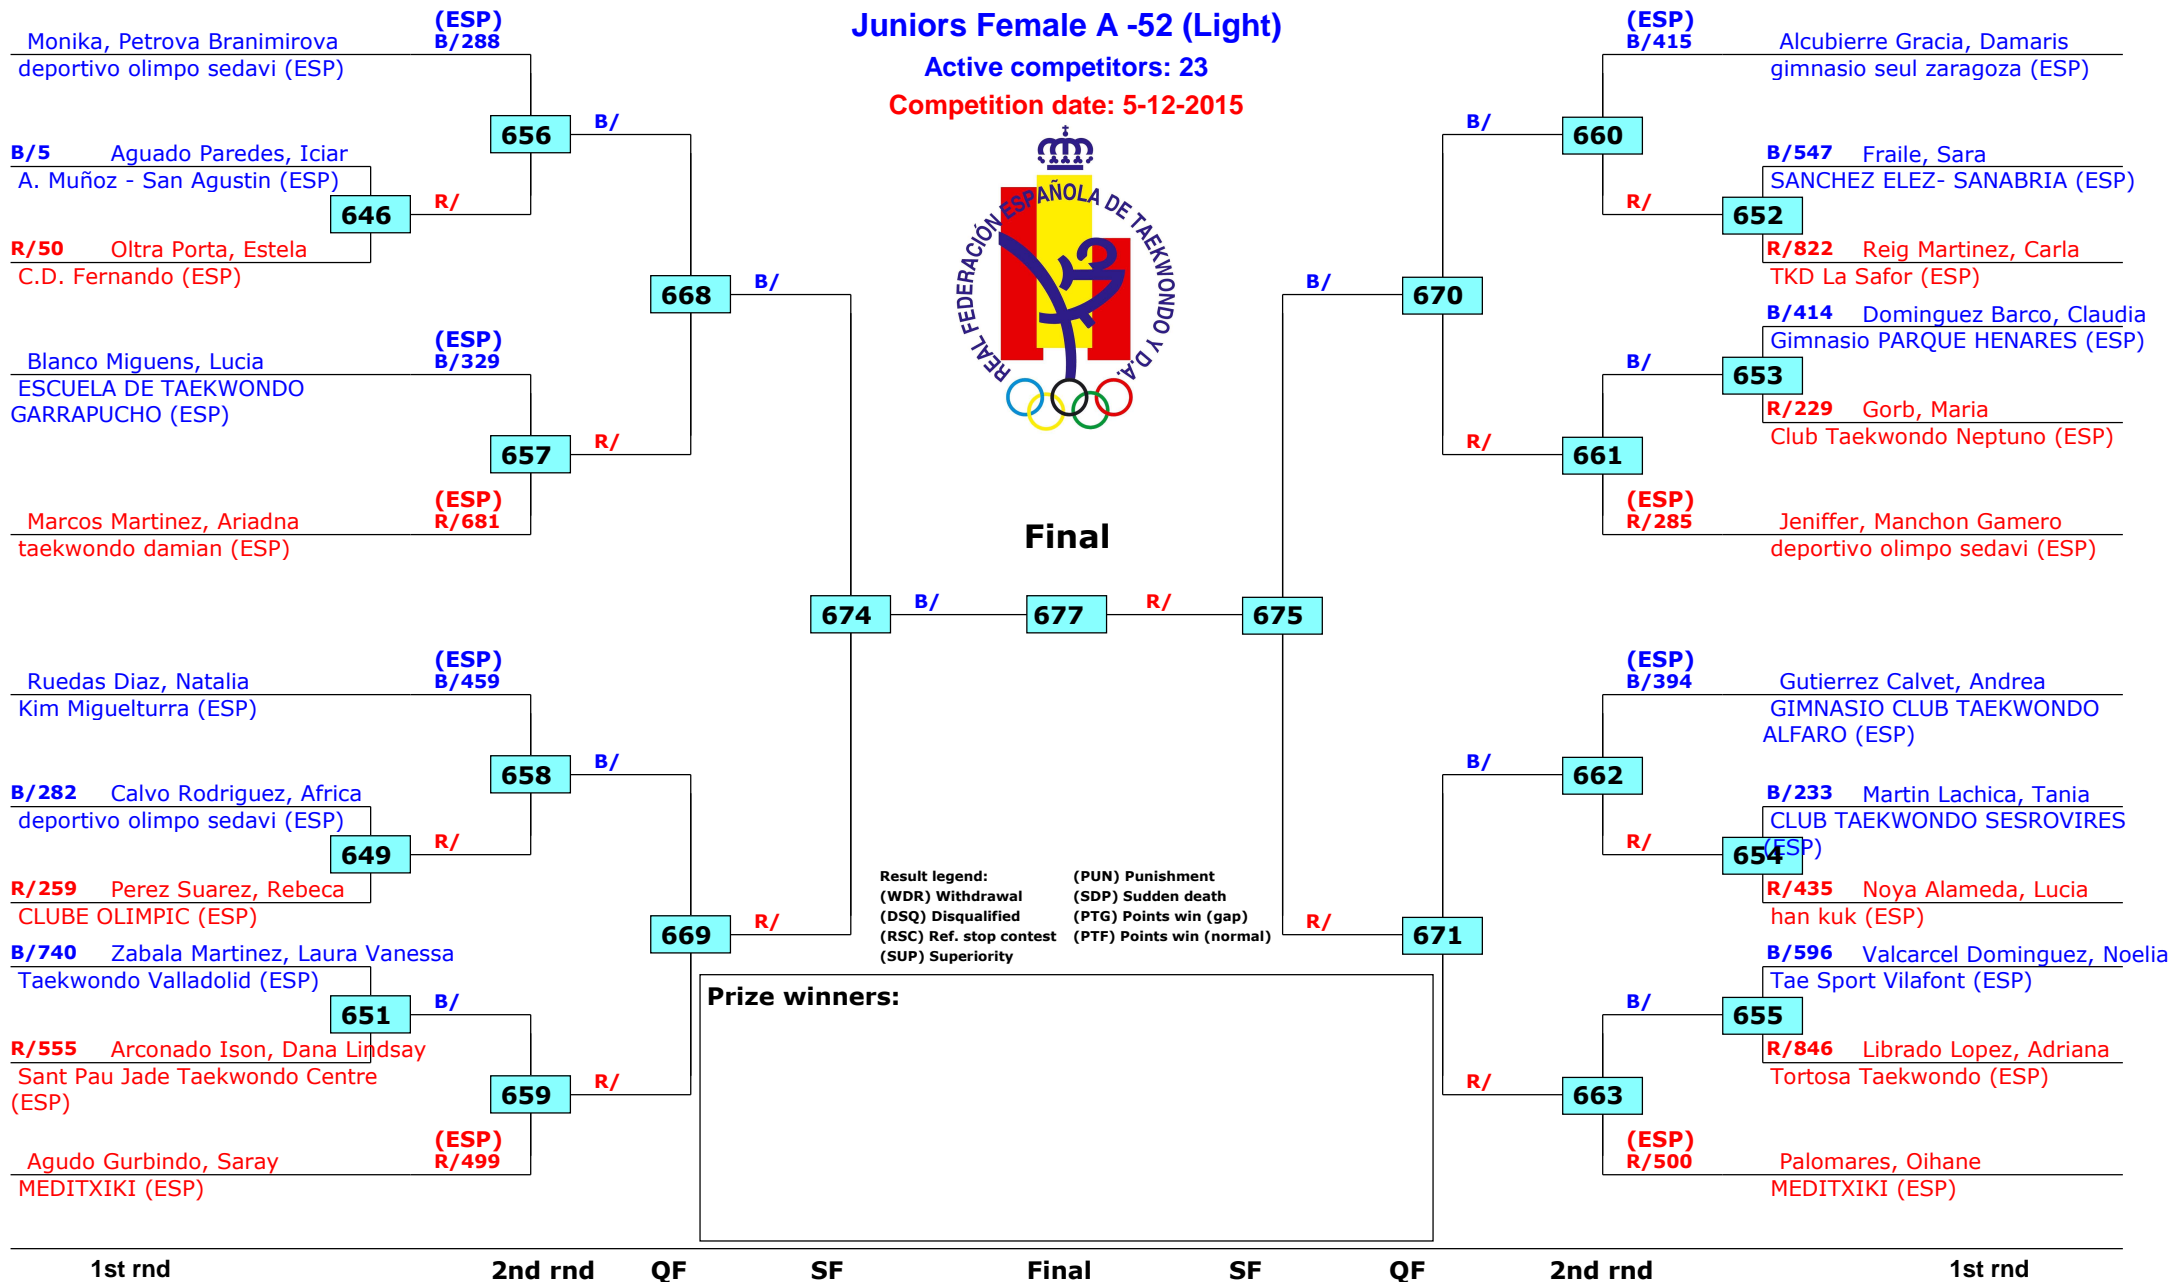 Juniors Female A -52 (Light)
Active competitors: 23
Competition date: 5-12-2015
REAL FEDERACIÓN ESPAÑOLA DE TAEKWONDO Y D.A.
(ESP)
Monika, Petrova Branimirova
B/288
deportivo olimpo sedavi (ESP)
656
B/
B/5
Aguado Paredes, Iciar
A. Muñoz - San Agustin (ESP)
646
R/
R/50
Oltra Porta, Estela
C.D. Fernando (ESP)
668
B/
(ESP)
Blanco Miguens, Lucia
B/329
ESCUELA DE TAEKWONDO
GARRAPUCHO (ESP)
657
R/
(ESP)
Marcos Martinez, Ariadna
R/681
taekwondo damian (ESP)
674
B/
(ESP)
Ruedas Diaz, Natalia
B/459
Kim Miguelturra (ESP)
658
B/
B/282
Calvo Rodriguez, Africa
deportivo olimpo sedavi (ESP)
649
R/
R/259
Perez Suarez, Rebeca
CLUBE OLIMPIC (ESP)
669
R/
B/740
Zabala Martinez, Laura Vanessa
Taekwondo Valladolid (ESP)
651
B/
R/555
Arconado Ison, Dana Lindsay
Sant Pau Jade Taekwondo Centre
(ESP)
659
R/
(ESP)
Agudo Gurbindo, Saray
R/499
MEDITXIKI (ESP)
Final
677
R/
675
(ESP)
B/415
Alcubierre Gracia, Damaris
gimnasio seul zaragoza (ESP)
B/
660
B/547
Fraile, Sara
SANCHEZ ELEZ- SANABRIA (ESP)
R/
652
R/822
Reig Martinez, Carla
TKD La Safor (ESP)
B/
670
B/414
Dominguez Barco, Claudia
Gimnasio PARQUE HENARES (ESP)
B/
653
R/229
Gorb, Maria
Club Taekwondo Neptuno (ESP)
R/
661
(ESP)
R/285
Jeniffer, Manchon Gamero
deportivo olimpo sedavi (ESP)
(ESP)
B/394
Gutierrez Calvet, Andrea
GIMNASIO CLUB TAEKWONDO
ALFARO (ESP)
B/
662
B/233
Martin Lachica, Tania
CLUB TAEKWONDO SESROVIRES
(ESP)
R/
654
R/435
Noya Alameda, Lucia
han kuk (ESP)
R/
671
B/596
Valcarcel Dominguez, Noelia
Tae Sport Vilafont (ESP)
B/
655
R/846
Librado Lopez, Adriana
Tortosa Taekwondo (ESP)
R/
663
(ESP)
R/500
Palomares, Oihane
MEDITXIKI (ESP)
Result legend:
(WDR) Withdrawal
(DSQ) Disqualified
(RSC) Ref. stop contest
(SUP) Superiority
(PUN) Punishment
(SDP) Sudden death
(PTG) Points win (gap)
(PTF) Points win (normal)
Prize winners:
1st rnd 2nd rnd QF SF Final SF QF 2nd rnd 1st rnd